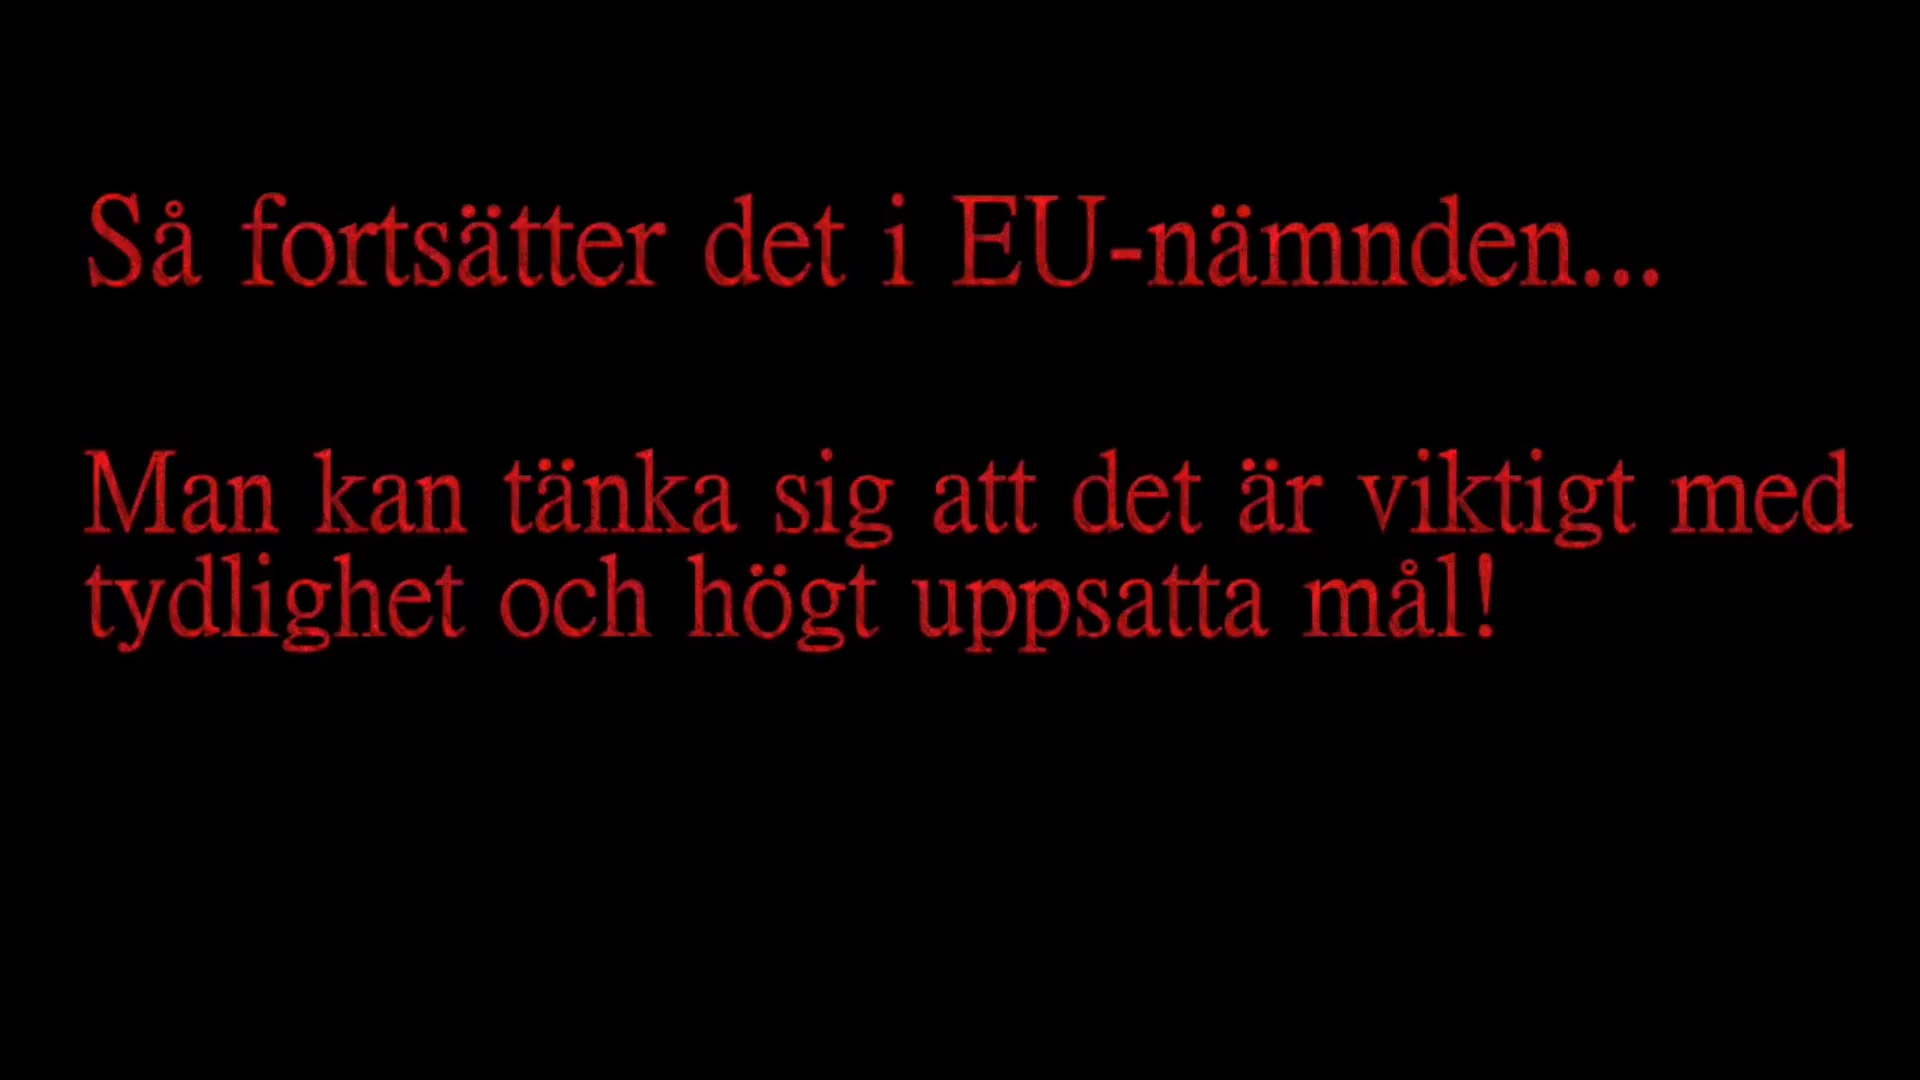 Så fortsätter det i EU-nämnden...
Man kan tänka sig att det är viktigt med
tydlighet och högt uppsatta mål!